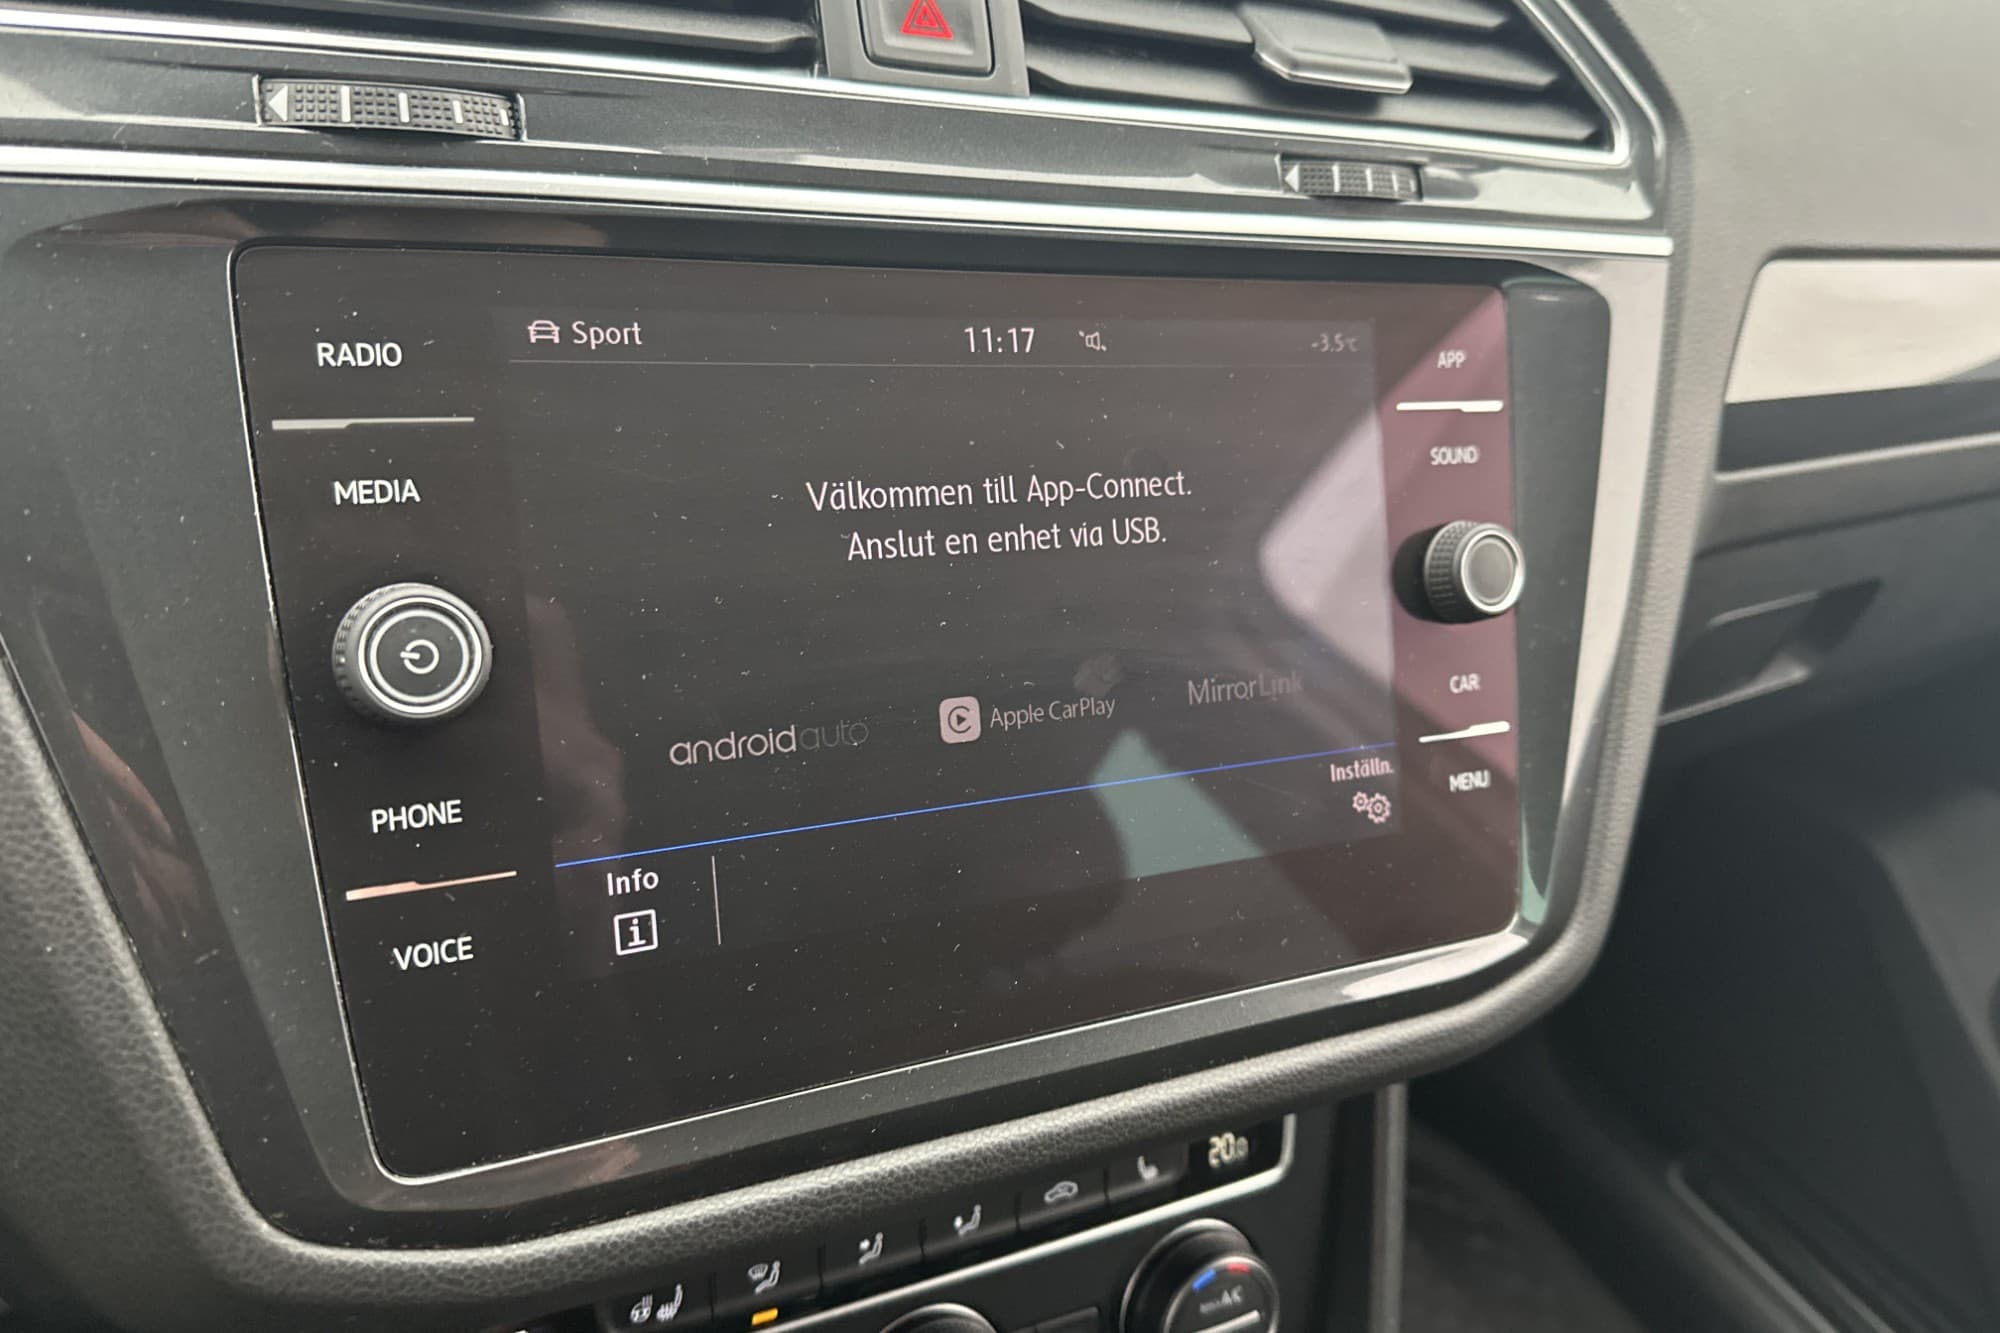 RADIO
MEDIA
PHONE
VOICE
Sport
11:17
-3.5°C
Välkommen till App-Connect.
Anslut en enhet via USB.
androidauto
Apple CarPlay
MirrorLink
Inställn.
Info
APP
SOUND
CAR
MENU
20.0